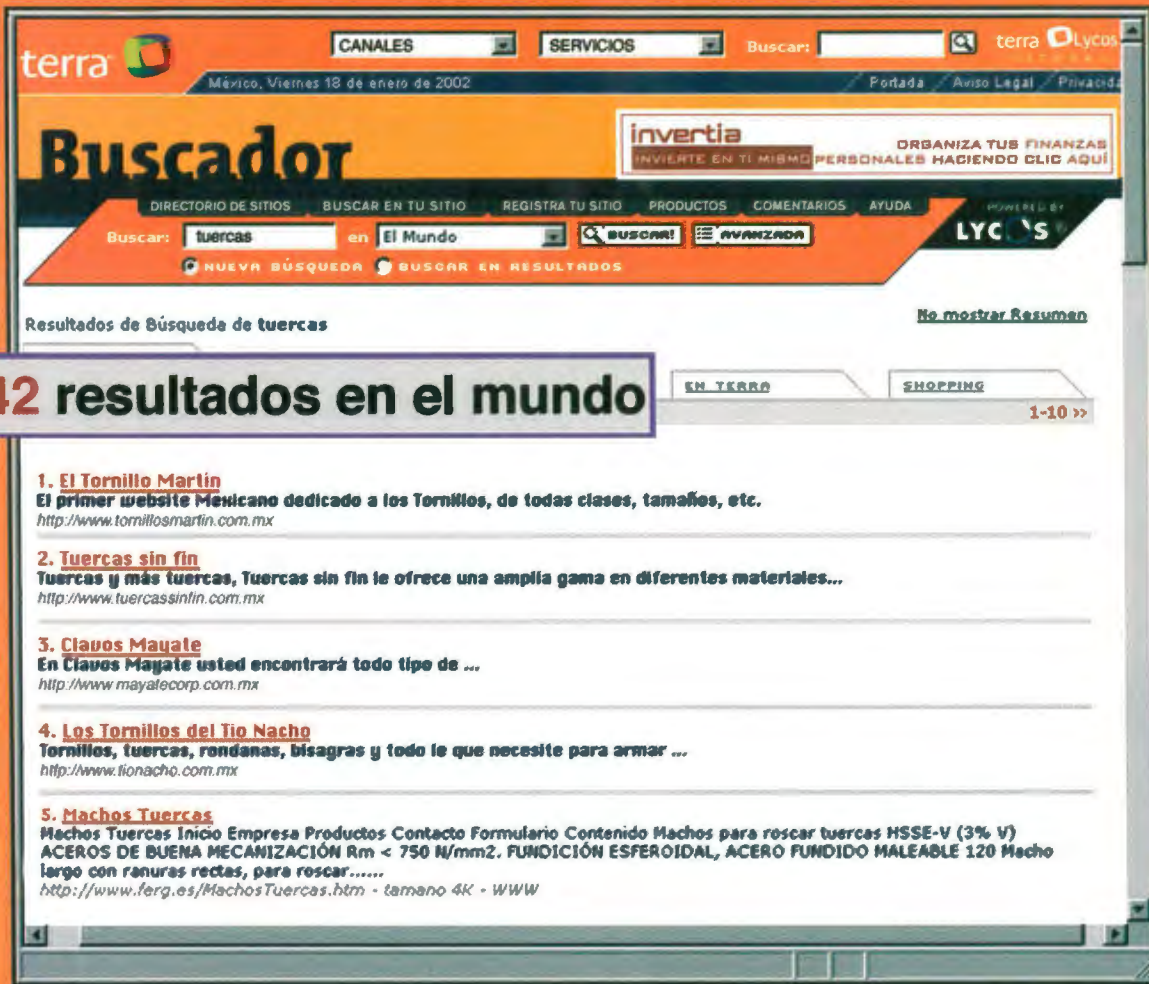 terra
CANALES SERVICIOS Buscar: terra Lycos
México, Viernes 18 de enero de 2002 Portada Aviso Legal
Buscador
invertia
INVIERTE EN TI MISMO ORGANIZA TUS FINANZAS
PERSONALES HACIENDO CLIC AQUÍ
DIRECTORIO DE SITIOS BUSCAR EN TU SITIO REGISTRA TU SITIO PRODUCTOS COMENTARIOS AYUDA
POWERED BY
LYCOS
Buscar: tuercas en El Mundo BUSCAR! AVANZADA
NUEVA BÚSQUEDA BUSCAR EN RESULTADOS
Resultados de Búsqueda de tuercas
No mostrar Resumen
42 resultados en el mundo
EN TERRA SHOPPING
1-10 >>
1. El Tornillo Martín
El primer website Mexicano dedicado a los Tornillos, de todas clases, tamaños, etc.
http://www.tornillosmartin.com.mx
2. Tuercas sin fin
Tuercas y más tuercas, Tuercas sin fin le ofrece una amplia gama en diferentes materiales...
http://www.tuercassinfin.com.mx
3. Clavos Mayate
En Clavos Mayate usted encontrará todo tipo de ...
http://www.mayatecorp.com.mx
4. Los Tornillos del Tio Nacho
Tornillos, tuercas, rondanas, bisagras y todo le que necesite para armar ...
http://www.tionacho.com.mx
5. Machos Tuercas
Machos Tuercas Inicio Empresa Productos Contacto Formulario Contenido Machos para roscar tuercas HSSE-V (3% V)
ACEROS DE BUENA MECANIZACIÓN Rm < 750 N/mm2. FUNDICIÓN ESFEROIDAL, ACERO FUNDIDO MALEABLE 120 Macho
largo con ranuras rectas, para roscar......
http://www.ferg.es/MachosTuercas.htm - tamano 4K - WWW